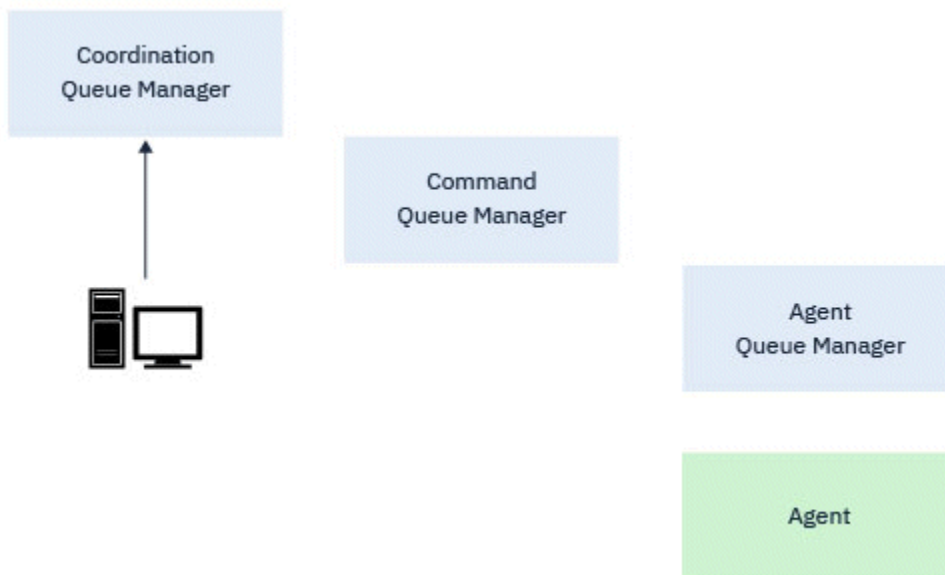 Coordination
Queue Manager
Command
Queue Manager
Agent
Queue Manager
Agent